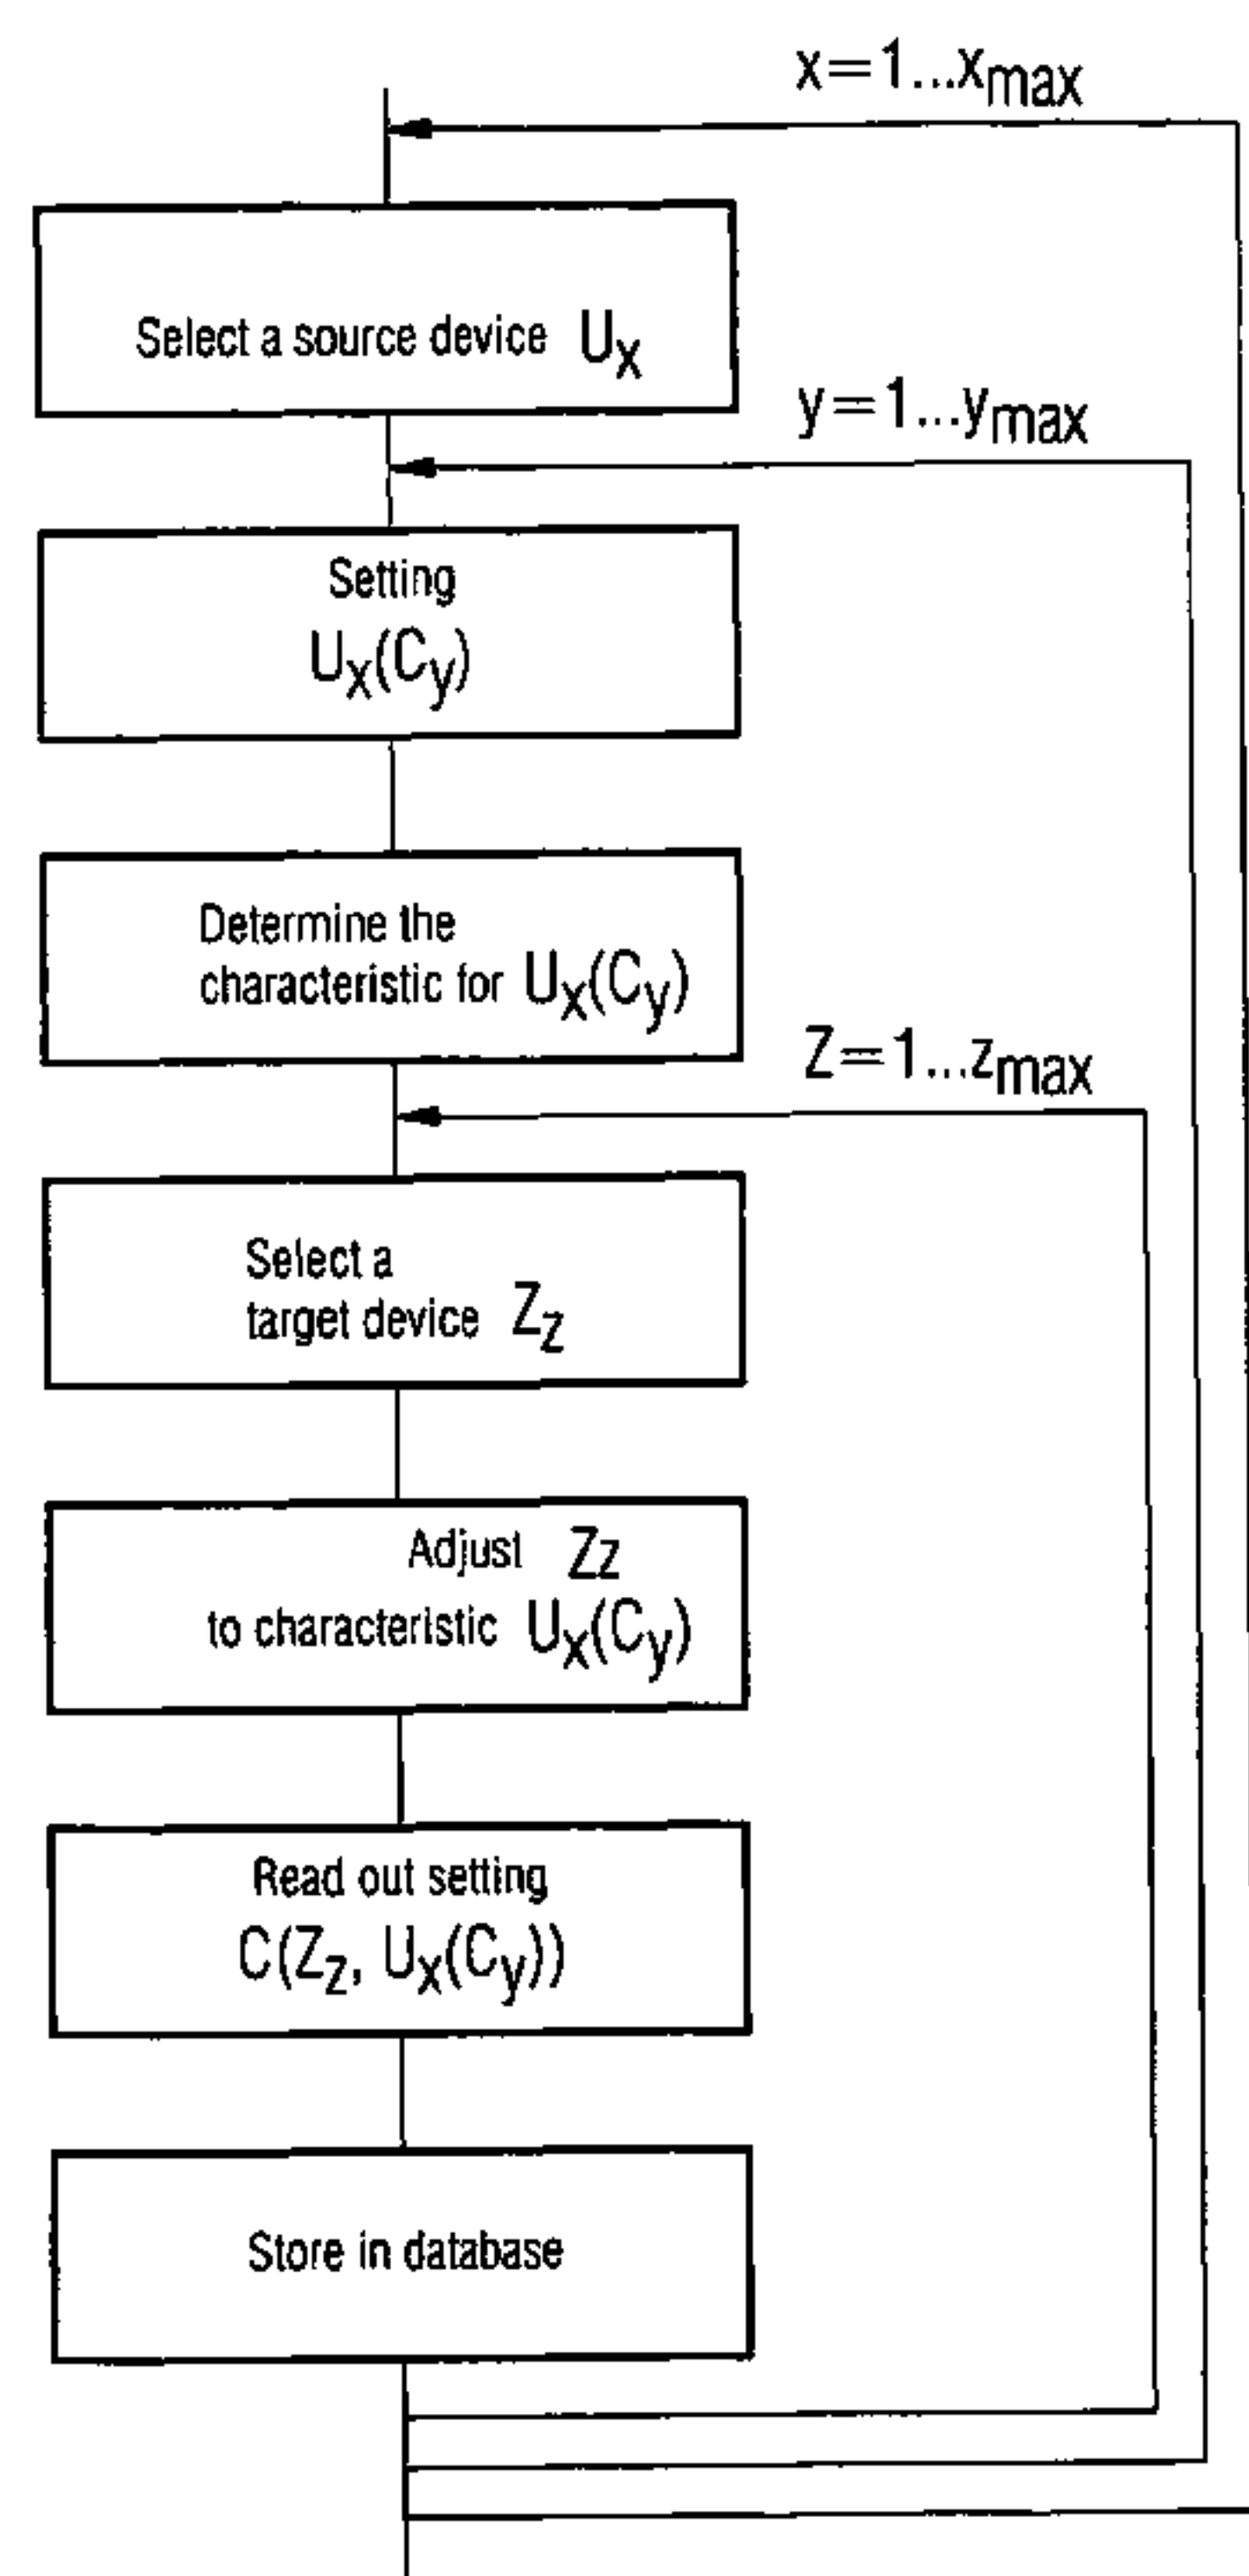 x=1...xmax
Select a source device Ux
y=1...ymax
Setting
Ux(Cy)
Determine the
characteristic for Ux(Cy)
Z=1...zmax
Select a
target device Zz
Adjust Zz
to characteristic Ux(Cy)
Read out setting
C(Zz, Ux(Cy))
Store in database